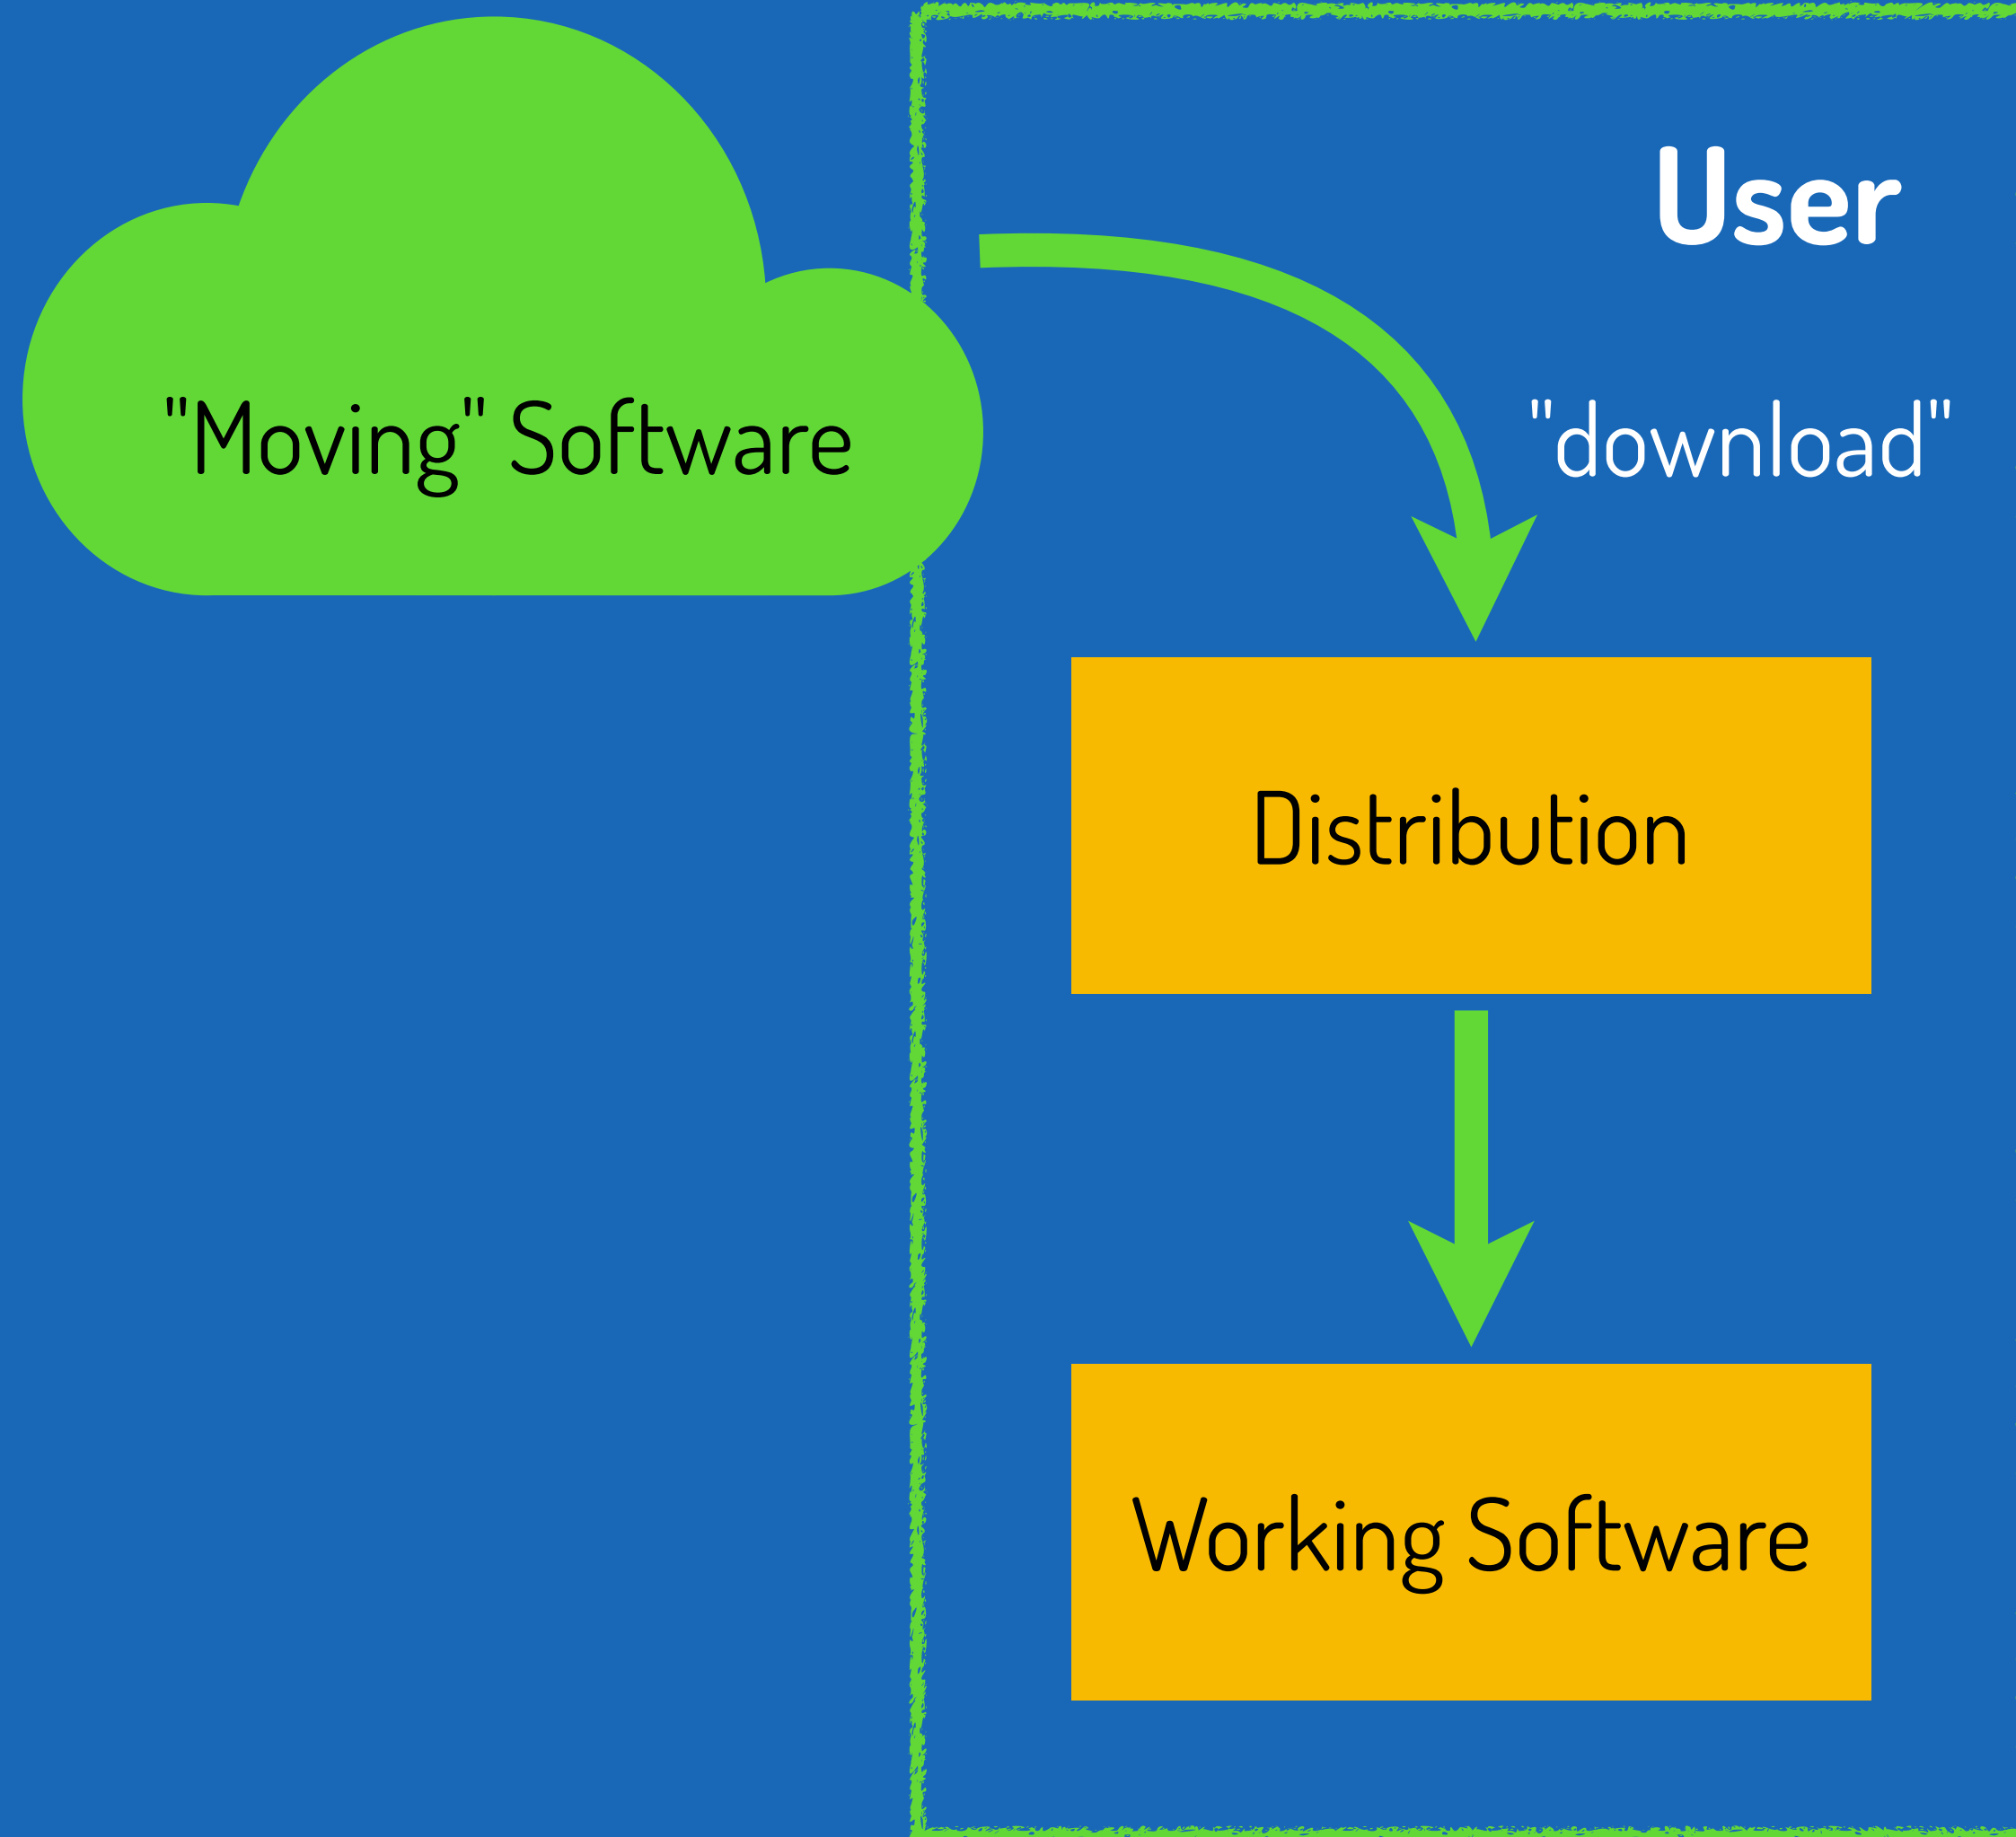 User
"Moving" Software
"download"
Distribution
Working Software